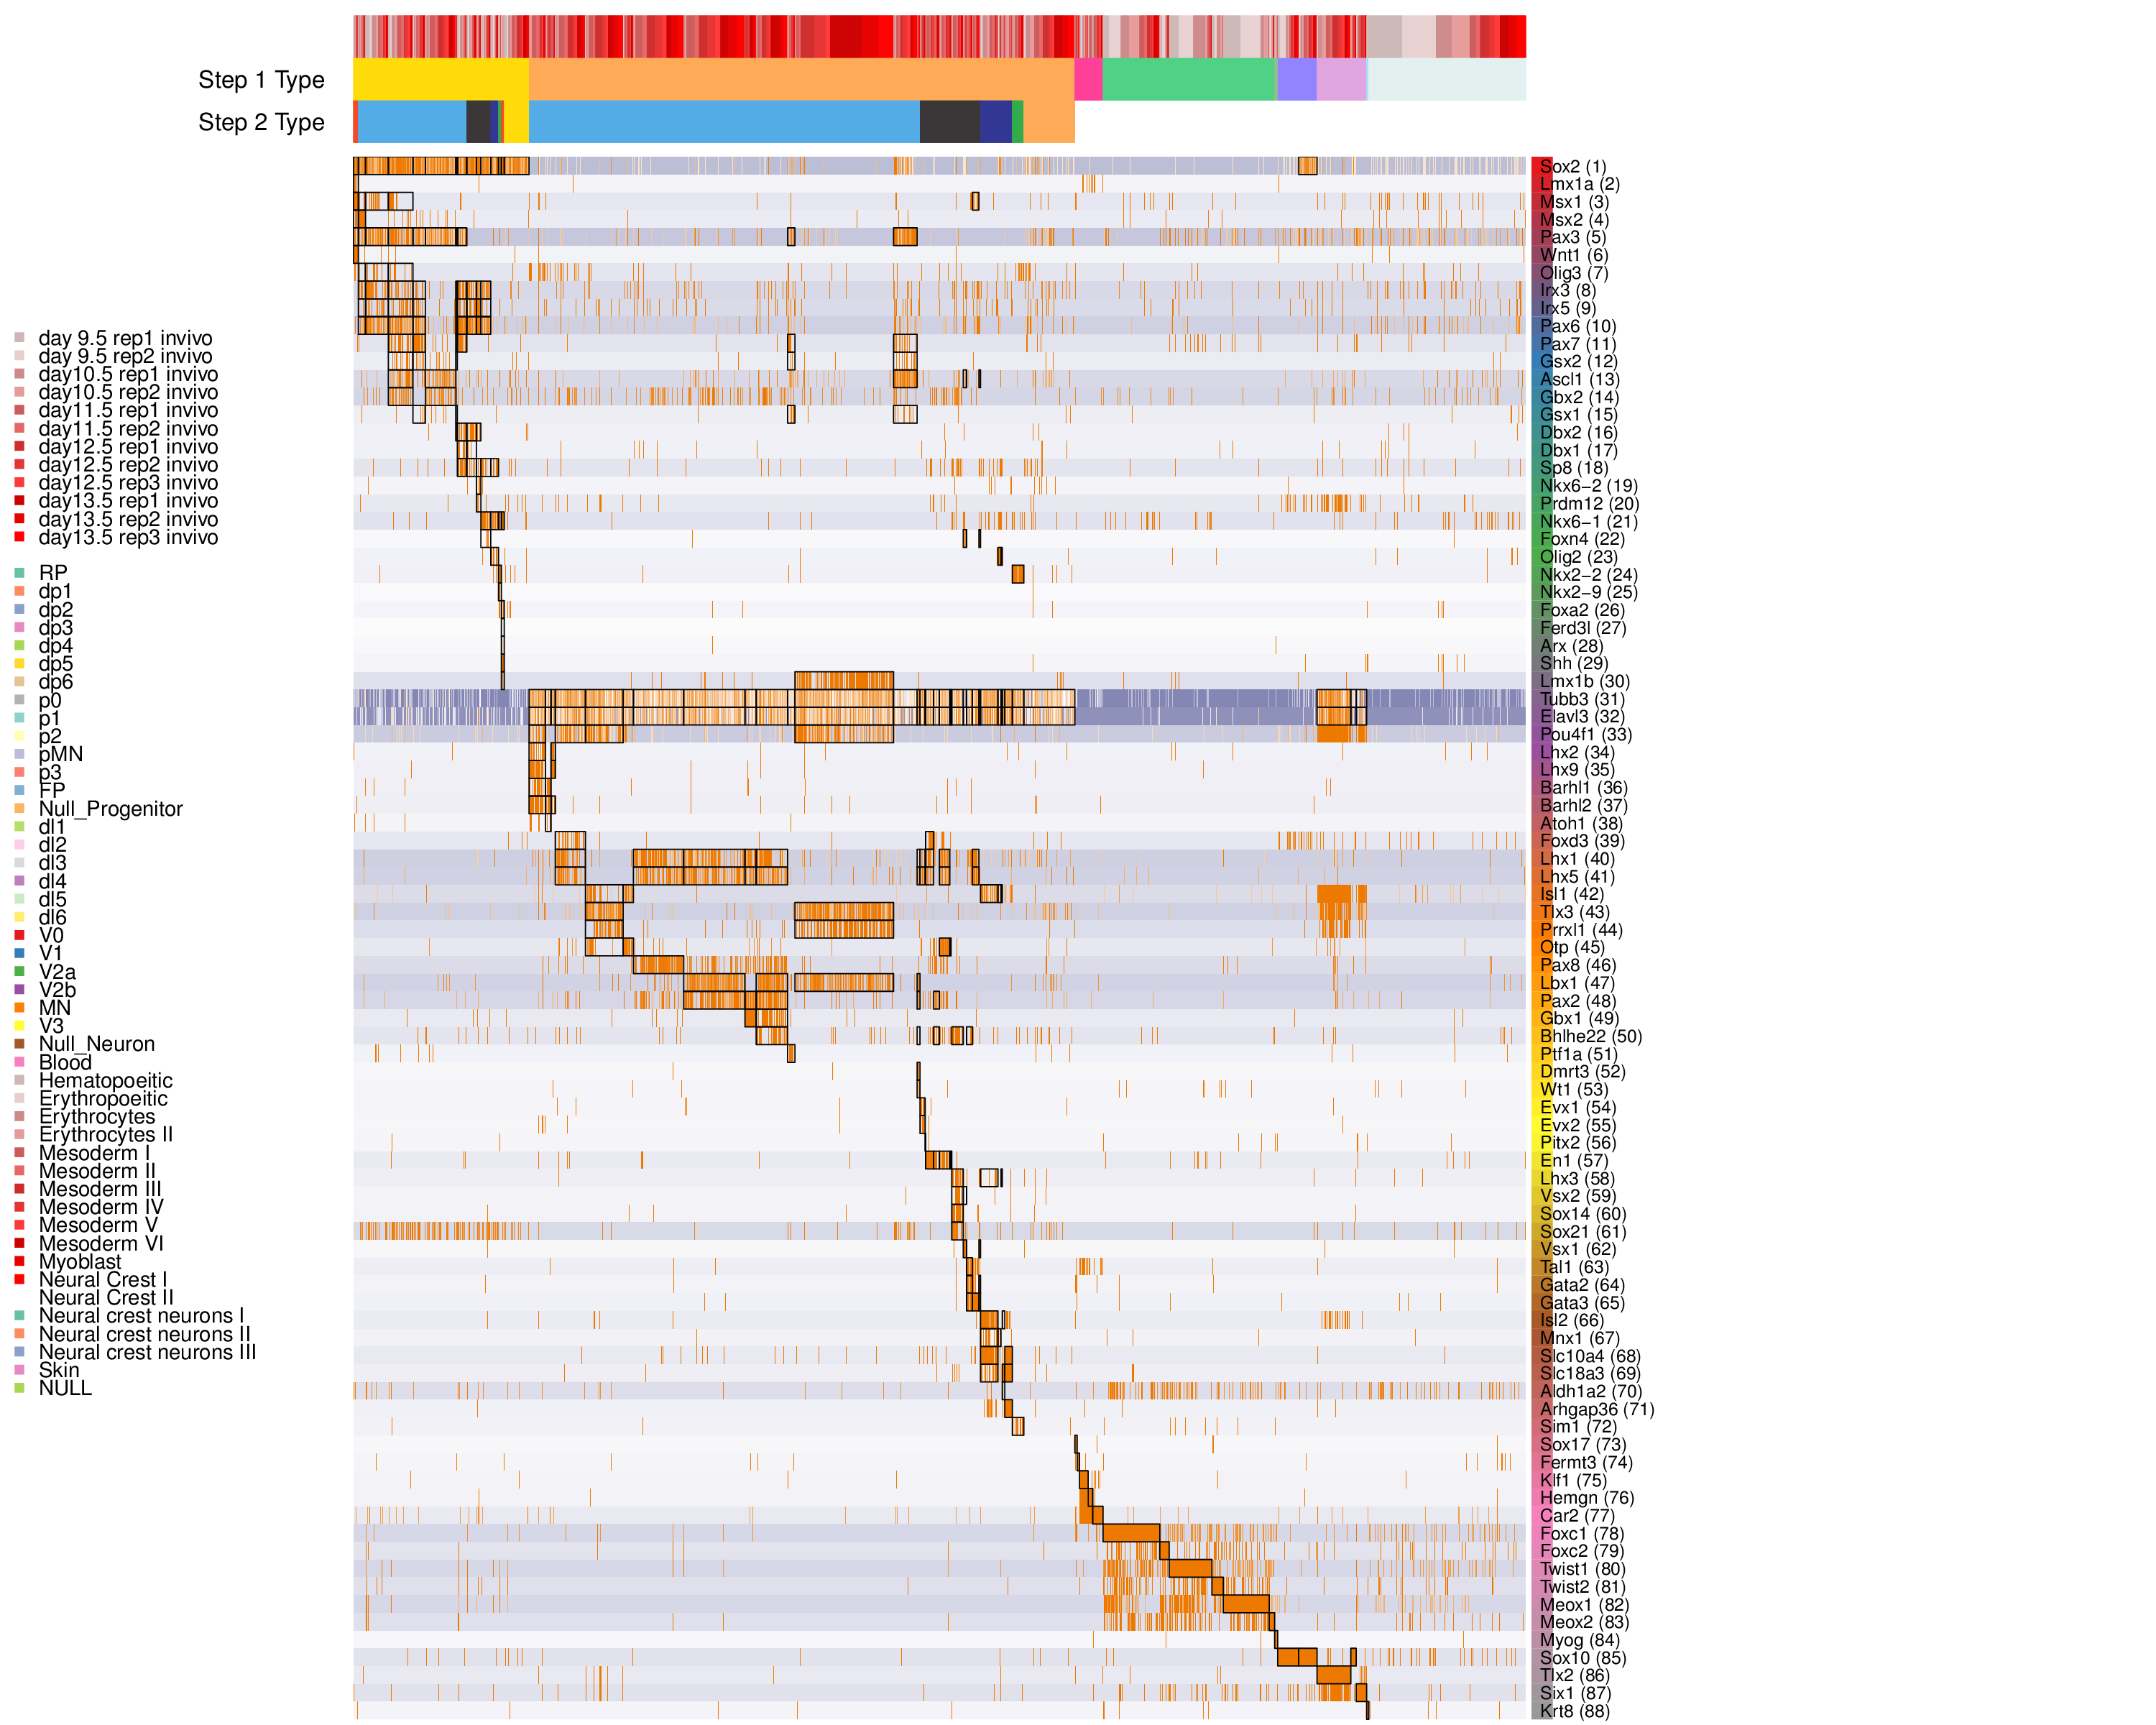 Step 1 Type
Step 2 Type
day 9.5 rep1 invivo
day 9.5 rep2 invivo
day10.5 rep1 invivo
day10.5 rep2 invivo
day11.5 rep1 invivo
day11.5 rep2 invivo
day12.5 rep1 invivo
day12.5 rep2 invivo
day12.5 rep3 invivo
day13.5 rep1 invivo
day13.5 rep2 invivo
day13.5 rep3 invivo
RP
dp1
dp2
dp3
dp4
dp5
dp6
p0
p1
p2
pMN
p3
FP
Null_Progenitor
dl1
dl2
dl3
dl4
dl5
dl6
V0
V1
V2a
V2b
MN
V3
Null_Neuron
Blood
Hematopoeitic
Erythropoeitic
Erythrocytes
Erythrocytes II
Mesoderm I
Mesoderm II
Mesoderm III
Mesoderm IV
Mesoderm V
Mesoderm VI
Myoblast
Neural Crest I
Neural Crest II
Neural crest neurons I
Neural crest neurons II
Neural crest neurons III
Skin
NULL
Sox2 (1)
Lmx1a (2)
Msx1 (3)
Msx2 (4)
Pax3 (5)
Wnt1 (6)
Olig3 (7)
Irx3 (8)
Irx5 (9)
Pax6 (10)
Pax7 (11)
Gsx2 (12)
Ascl1 (13)
Gbx2 (14)
Gsx1 (15)
Dbx2 (16)
Dbx1 (17)
Sp8 (18)
Nkx6−2 (19)
Prdm12 (20)
Nkx6−1 (21)
Foxn4 (22)
Olig2 (23)
Nkx2−2 (24)
Nkx2−9 (25)
Foxa2 (26)
Ferd3l (27)
Arx (28)
Shh (29)
Lmx1b (30)
Tubb3 (31)
Elavl3 (32)
Pou4f1 (33)
Lhx2 (34)
Lhx9 (35)
Barhl1 (36)
Barhl2 (37)
Atoh1 (38)
Foxd3 (39)
Lhx1 (40)
Lhx5 (41)
Isl1 (42)
Tlx3 (43)
Prrxl1 (44)
Otp (45)
Pax8 (46)
Lbx1 (47)
Pax2 (48)
Gbx1 (49)
Bhlhe22 (50)
Ptf1a (51)
Dmrt3 (52)
Wt1 (53)
Evx1 (54)
Evx2 (55)
Pitx2 (56)
En1 (57)
Lhx3 (58)
Vsx2 (59)
Sox14 (60)
Sox21 (61)
Vsx1 (62)
Tal1 (63)
Gata2 (64)
Gata3 (65)
Isl2 (66)
Mnx1 (67)
Slc10a4 (68)
Slc18a3 (69)
Aldh1a2 (70)
Arhgap36 (71)
Sim1 (72)
Sox17 (73)
Fermt3 (74)
Klf1 (75)
Hemgn (76)
Car2 (77)
Foxc1 (78)
Foxc2 (79)
Twist1 (80)
Twist2 (81)
Meox1 (82)
Meox2 (83)
Myog (84)
Sox10 (85)
Tlx2 (86)
Six1 (87)
Krt8 (88)